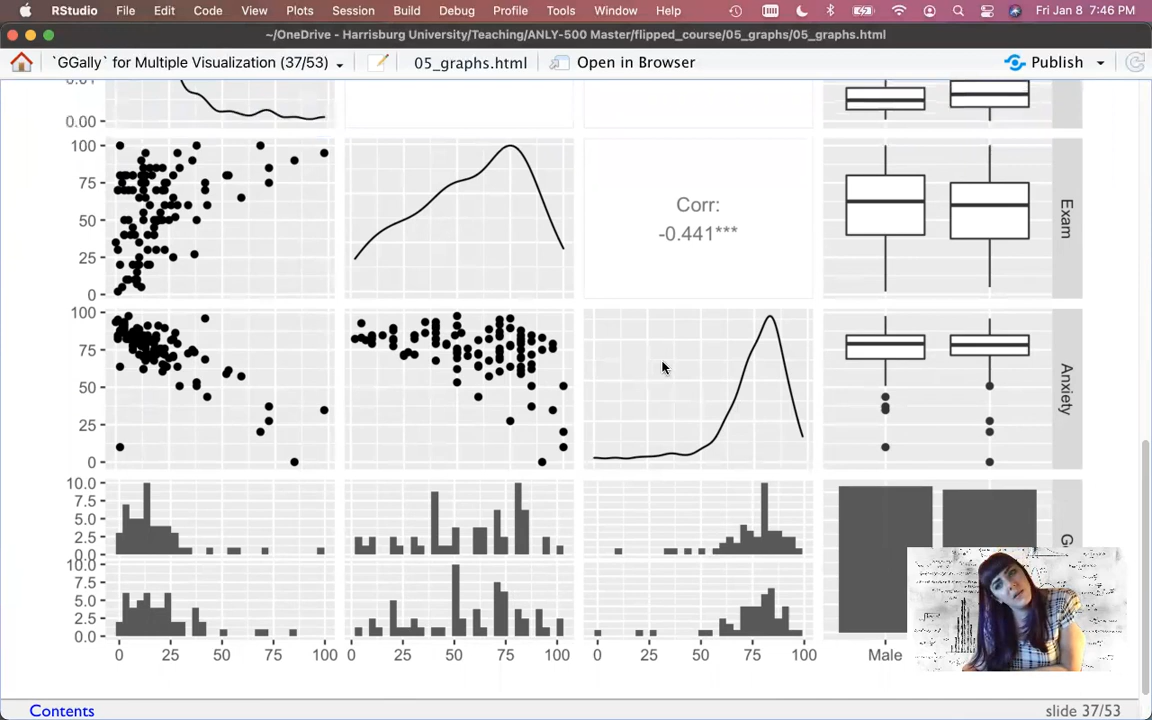 RStudio File Edit Code View Plots Session Build Debug Profile Tools Window Help Fri Jan 8 7:46 PM
~/OneDrive - Harrisburg University/Teaching/ANLY-500 Master/flipped_course/05_graphs/05_graphs.html
`GGally` for Multiple Visualization (37/53) 05_graphs.html Open in Browser Publish
0.00
100
75
50
25
0
Corr:
-0.441***
Exam
100
75
50
25
0
Anxiety
10.0
7.5
5.0
2.5
0.0
10.0
7.5
5.0
2.5
0.0
0 25 50 75 100 0 25 50 75 100 0 25 50 75 100 Male
Contents slide 37/53